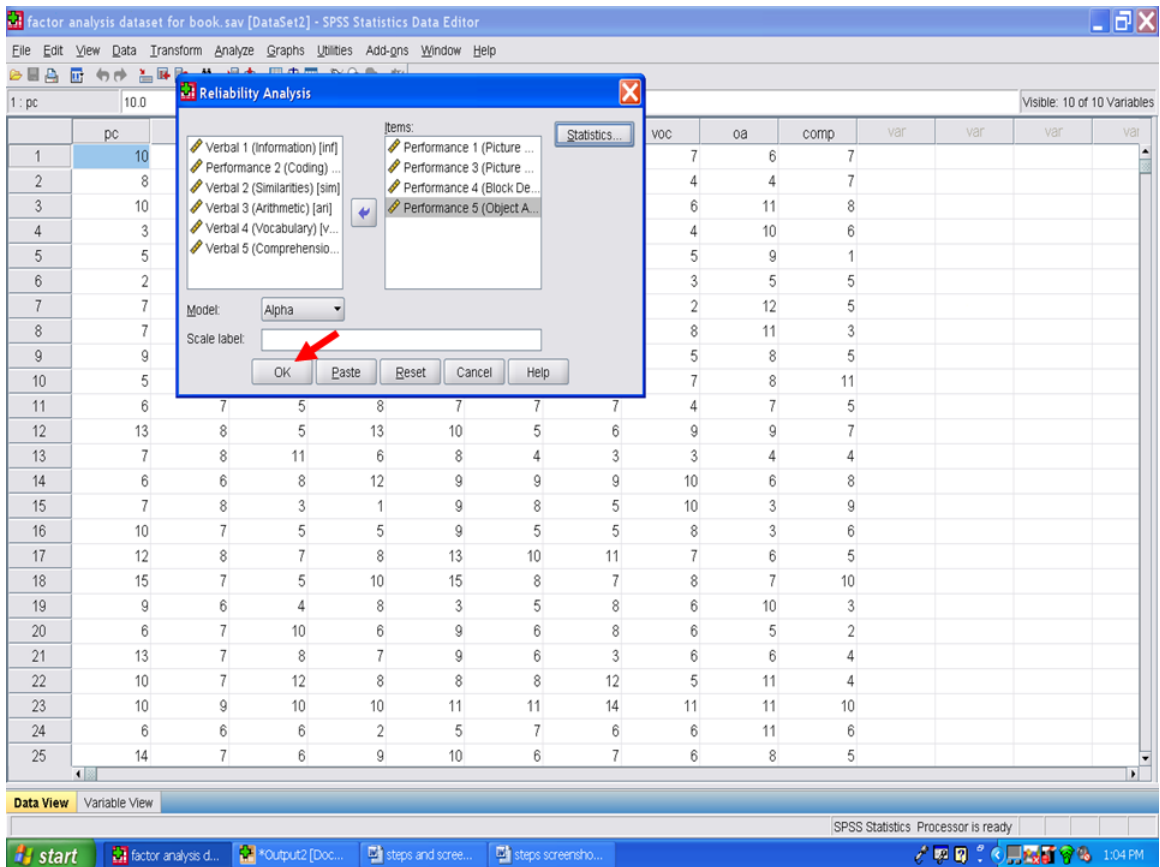 factor analysis dataset for book.sav [DataSet2] - SPSS Statistics Data Editor
File Edit View Data Transform Analyze Graphs Utilities Add-ons Window Help
1 : pc 10.0 Visible: 10 of 10 Variables
Reliability Analysis
Items:
Statistics...
Verbal 1 (Information) [inf]
Performance 2 (Coding) ...
Verbal 2 (Similarities) [sim]
Verbal 3 (Arithmetic) [ari]
Verbal 4 (Vocabulary) [v...
Verbal 5 (Comprehensio...
Performance 1 (Picture ...
Performance 3 (Picture ...
Performance 4 (Block De...
Performance 5 (Object A...
Model: Alpha
Scale label:
OK Paste Reset Cancel Help
pc voc oa comp var var var var
1 10 7 6 7
2 8 4 4 7
3 10 6 11 8
4 3 4 10 6
5 5 5 9 1
6 2 3 5 5
7 7 2 12 5
8 7 8 11 3
9 9 5 8 5
10 5 7 8 11
11 6 7 5 8 7 7 7 4 7 5
12 13 8 5 13 10 5 6 9 9 7
13 7 8 11 6 8 4 3 3 4 4
14 6 6 8 12 9 9 9 10 6 8
15 7 8 3 1 9 8 5 10 3 9
16 10 7 5 5 9 5 5 8 3 6
17 12 8 7 8 13 10 11 7 6 5
18 15 7 5 10 15 8 7 8 7 10
19 9 6 4 8 3 5 8 6 10 3
20 6 7 10 6 9 6 8 6 5 2
21 13 7 8 7 9 6 3 6 6 4
22 10 7 12 8 8 8 12 5 11 4
23 10 9 10 10 11 11 14 11 11 10
24 6 6 6 2 5 7 6 6 11 6
25 14 7 6 9 10 6 7 6 8 5
Data View Variable View
SPSS Statistics Processor is ready
start factor analysis d... *Output2 [Doc... steps and scree... steps screensho... 1:04 PM